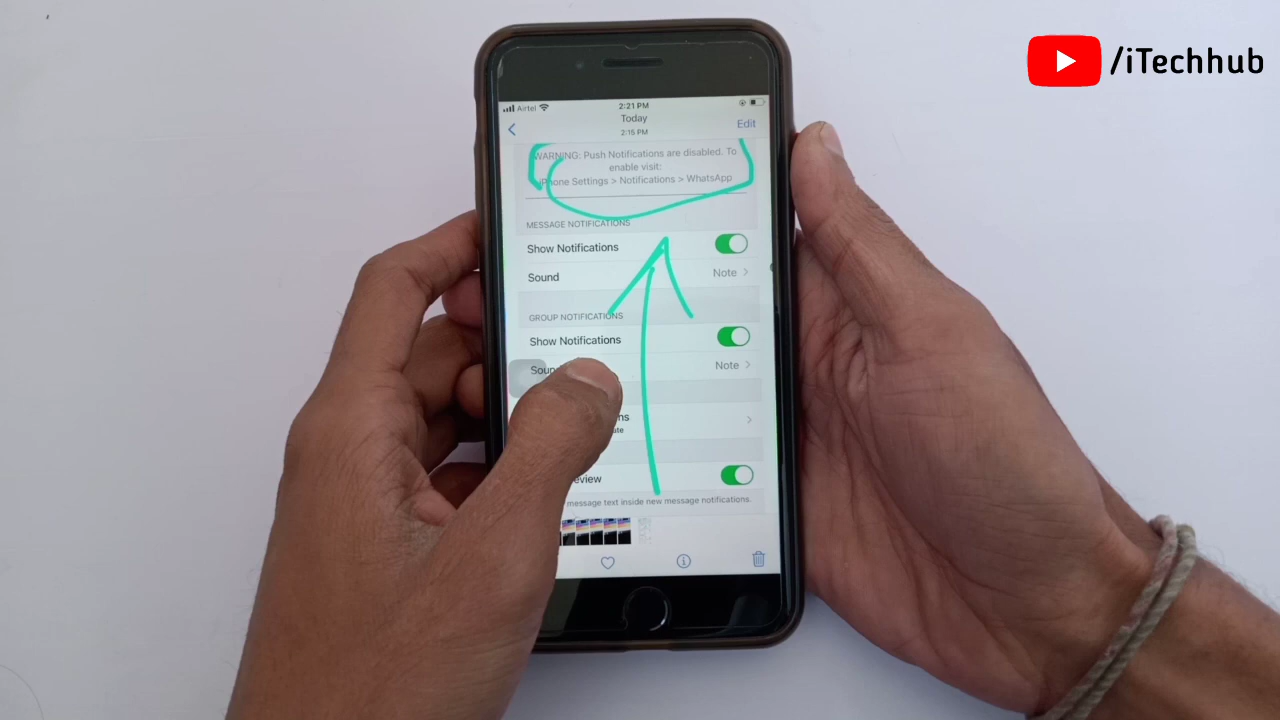 /iTechhub
Airtel
2:21 PM
Today
2:15 PM
Edit
WARNING: Push Notifications are disabled. To
enable visit:
iPhone Settings > Notifications > WhatsApp
MESSAGE NOTIFICATIONS
Show Notifications
Sound Note
GROUP NOTIFICATIONS
Show Notifications
Note
message text inside new message notifications.